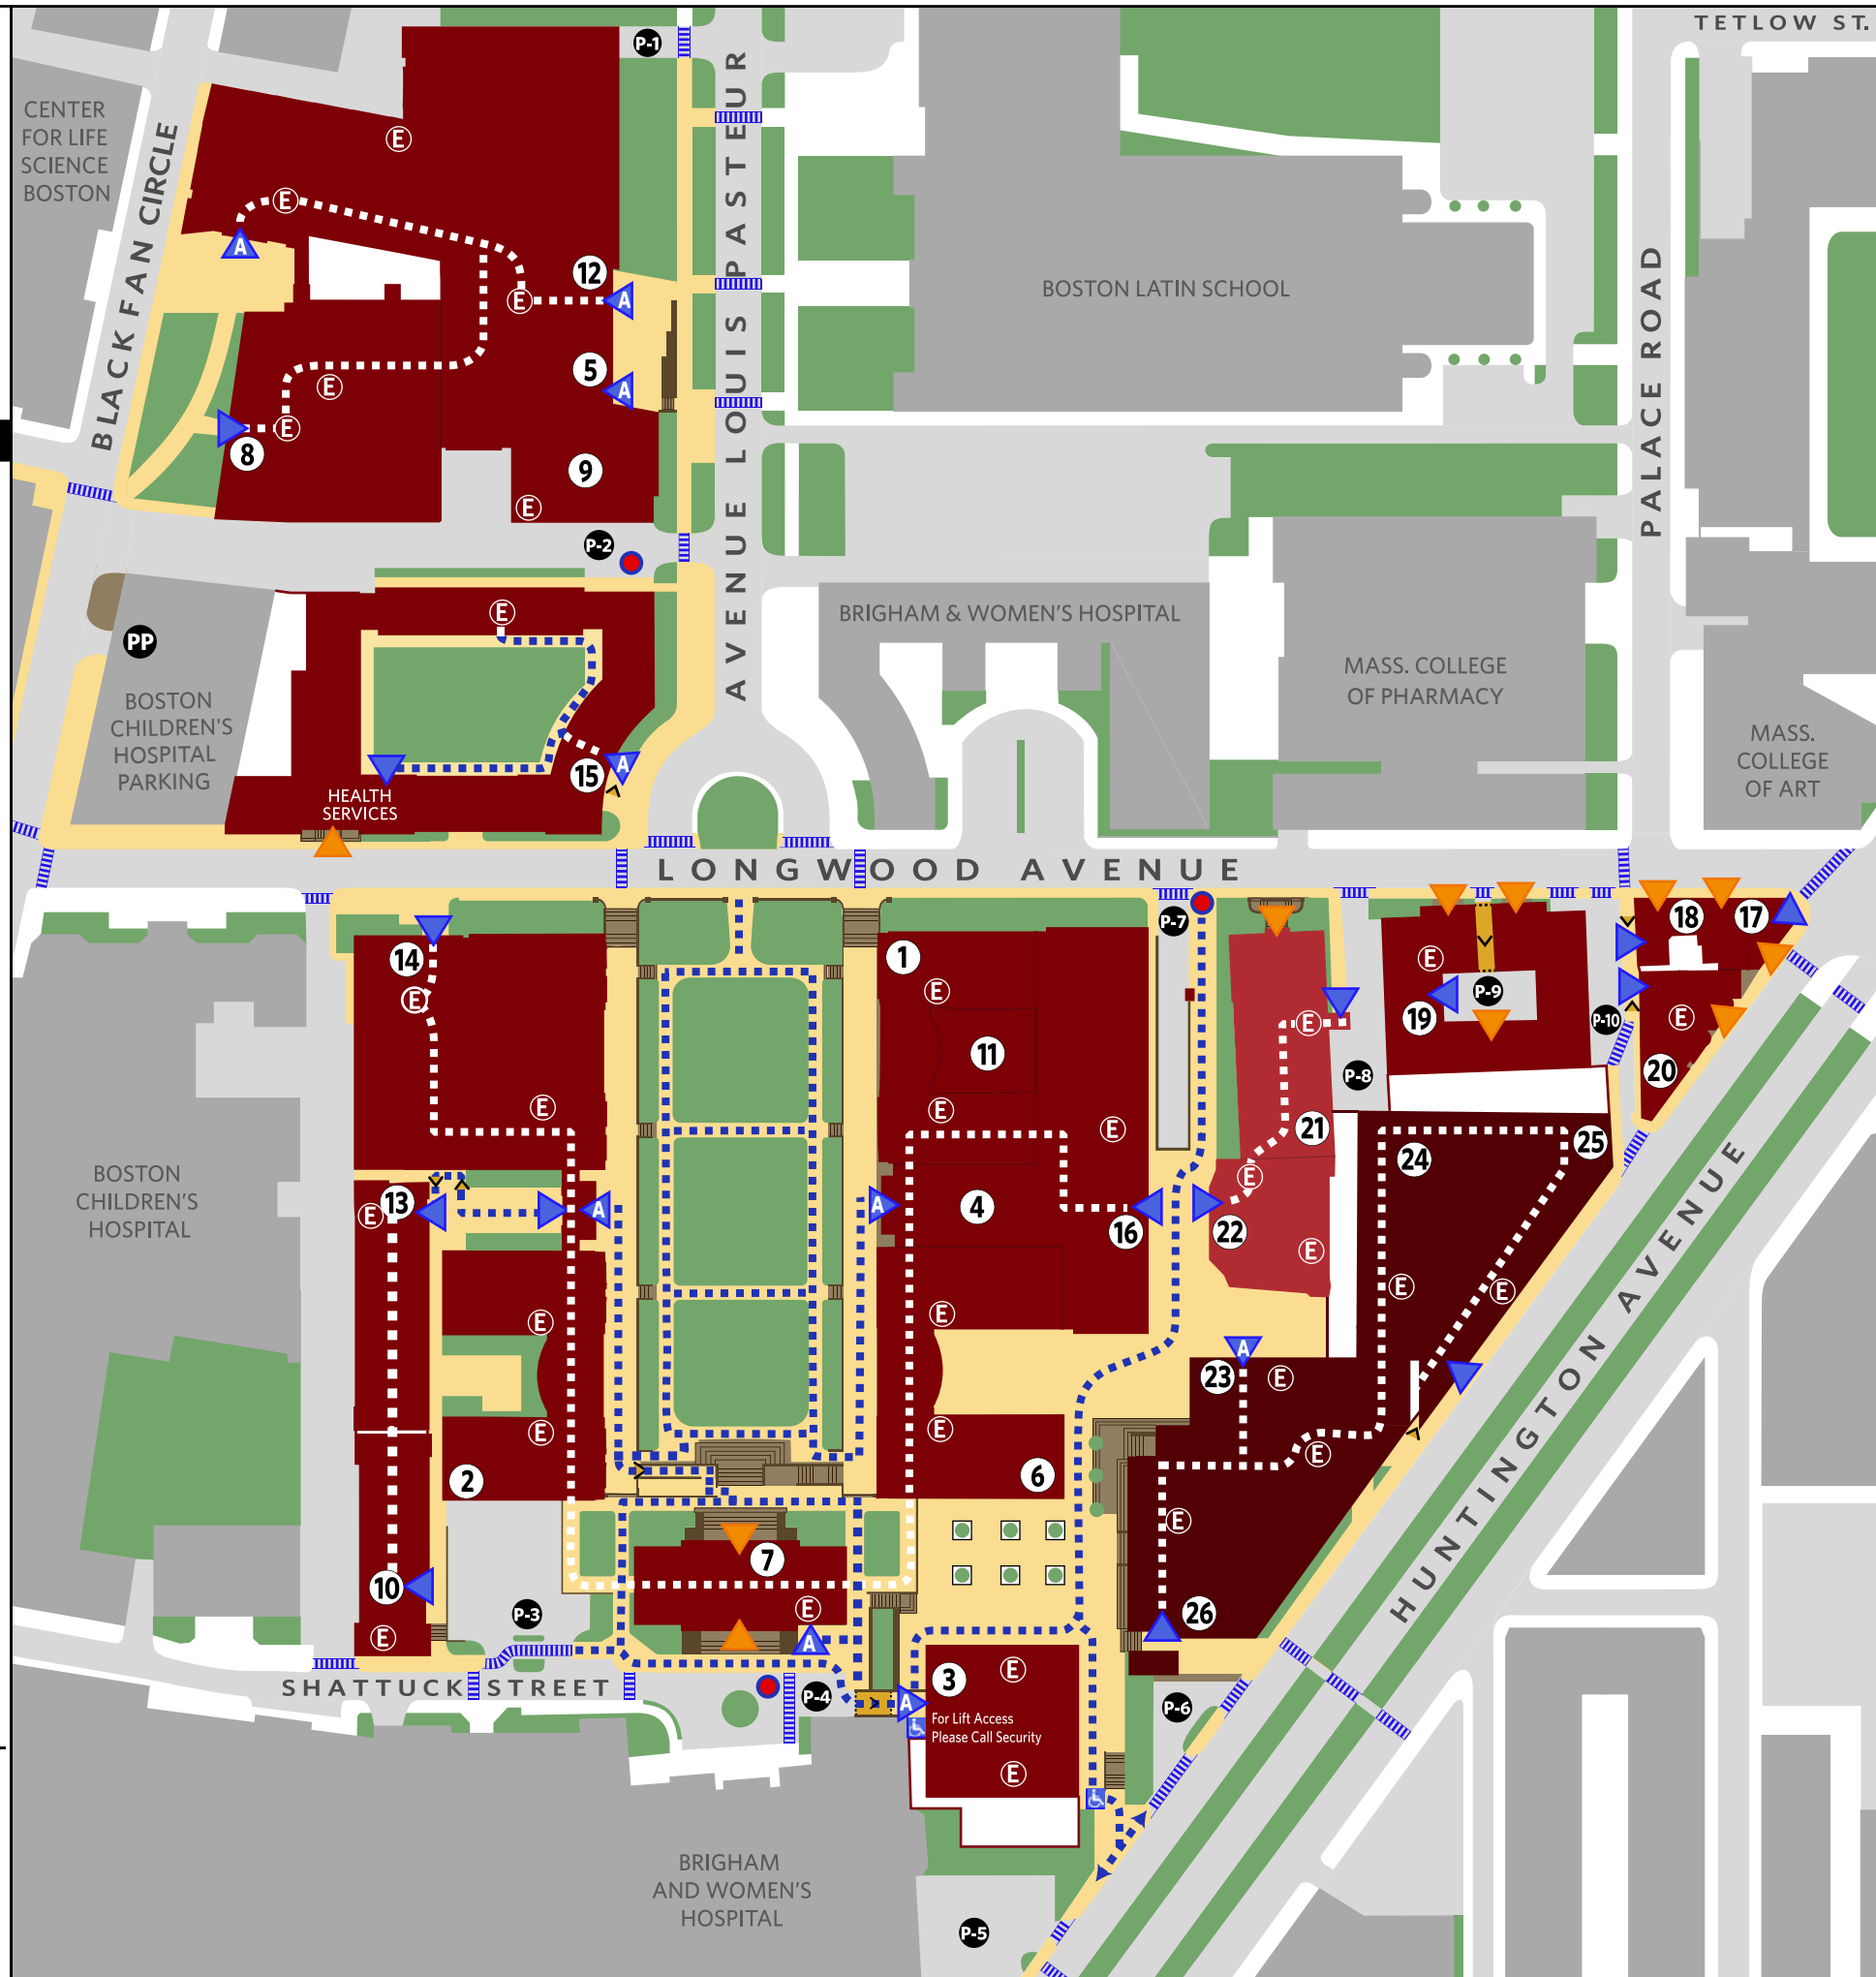 TETLOW ST.
P-1
CENTER
FOR LIFE
SCIENCE
BOSTON
BLACKFAN CIRCLE
AVENUE LOUIS PASTEUR
PALACE ROAD
E
E
A
12
E
A
BOSTON LATIN SCHOOL
5
A
E
8
E
9
E
P-2
E
BRIGHAM & WOMEN'S HOSPITAL
PP
MASS. COLLEGE
OF PHARMACY
BOSTON
CHILDREN'S
HOSPITAL
PARKING
MASS.
COLLEGE
OF ART
15
A
HEALTH
SERVICES
LONGWOOD AVENUE
P-7
18
17
14
1
E
E
E
E
P-9
19
P-10
E
E
11
P-8
20
E
E
E
21
25
24
BOSTON
CHILDREN'S
HOSPITAL
E
13
E
A
A
4
16
22
E
E
E
E
E
HUNTINGTON AVENUE
A
23
E
E
E
E
2
6
E
7
10
P-3
E
26
E
A
E
3
SHATTUCK STREET
P-4
A
For Lift Access
Please Call Security
P-6
E
BRIGHAM
AND WOMEN'S
HOSPITAL
P-5